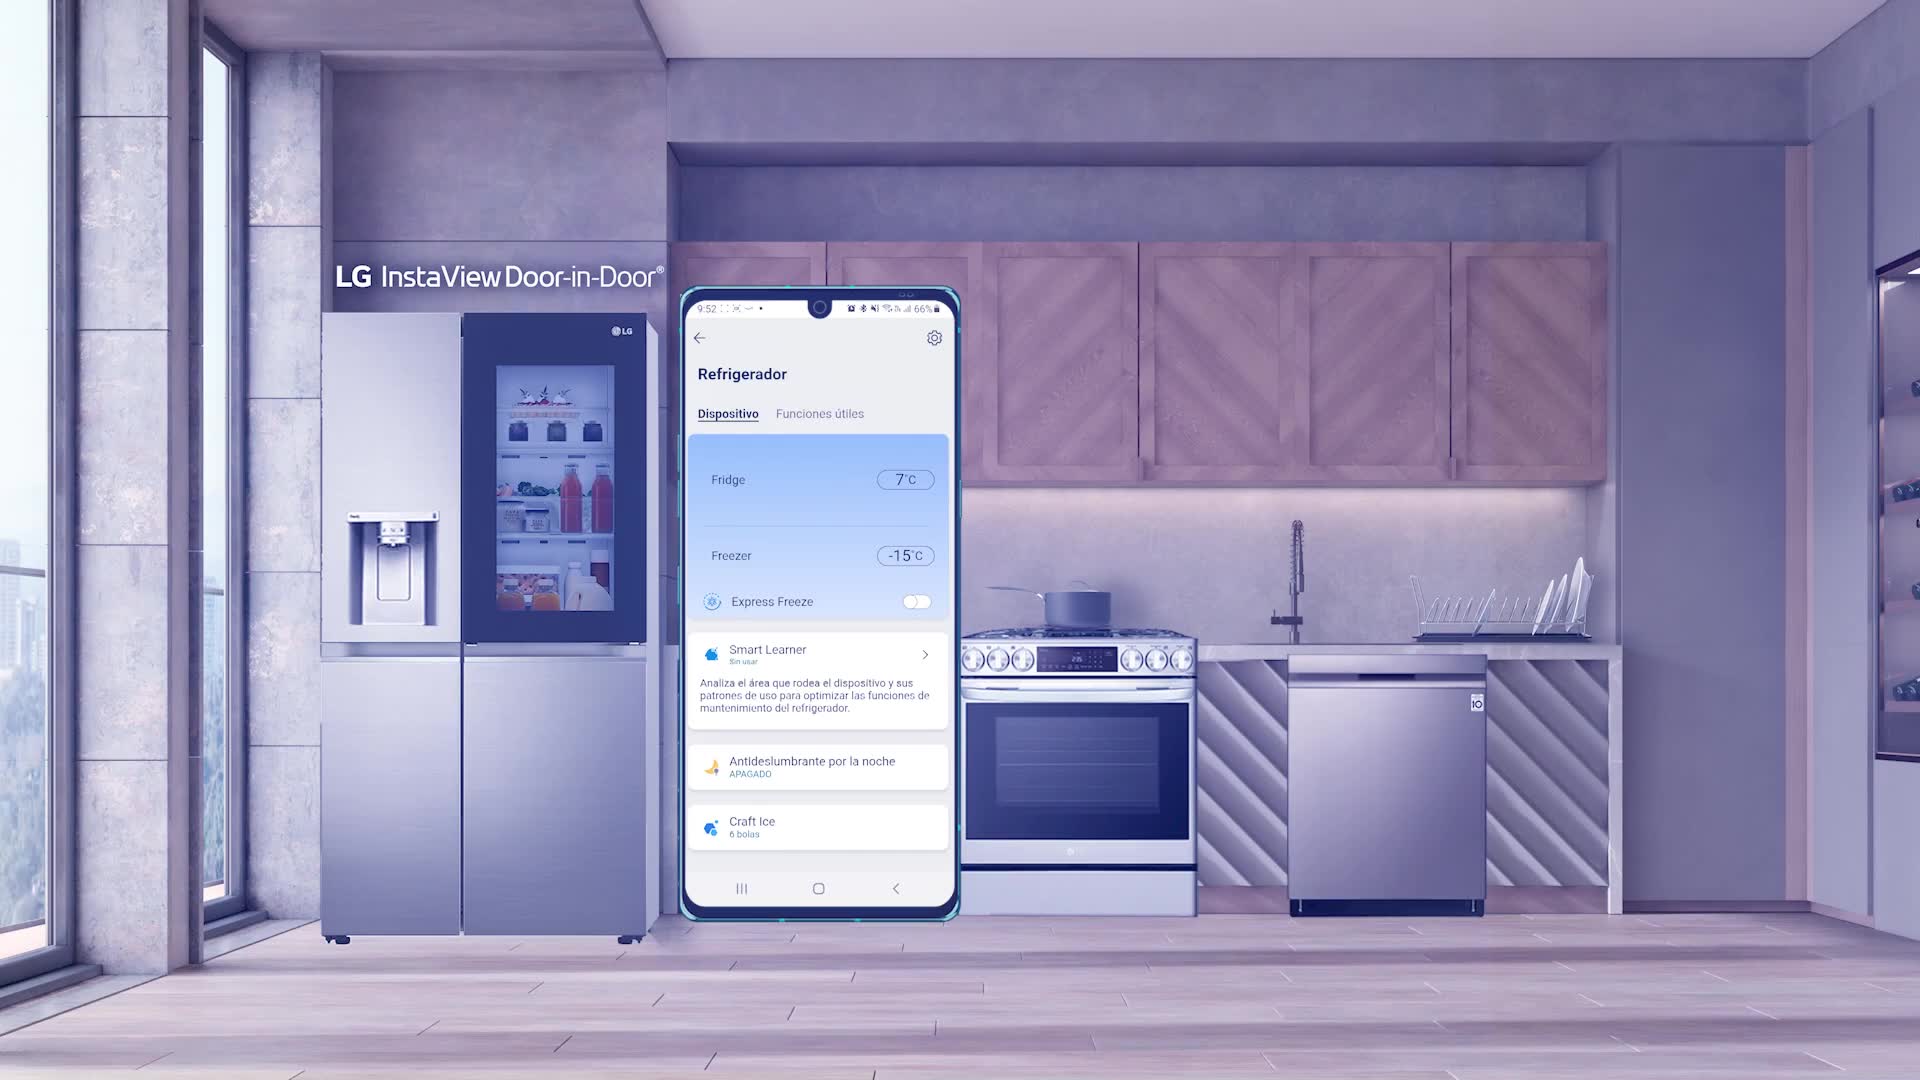 LG InstaView Door-in-Door®
LG
9:52
66%
Refrigerador
Dispositivo
Funciones útiles
Fridge
7°C
Freezer
-15°C
Express Freeze
Smart Learner
Sin usar
Analiza el área que rodea el dispositivo y sus
patrones de uso para optimizar las funciones de
mantenimiento del refrigerador.
Antideslumbrante por la noche
APAGADO
Craft Ice
6 bolas
10